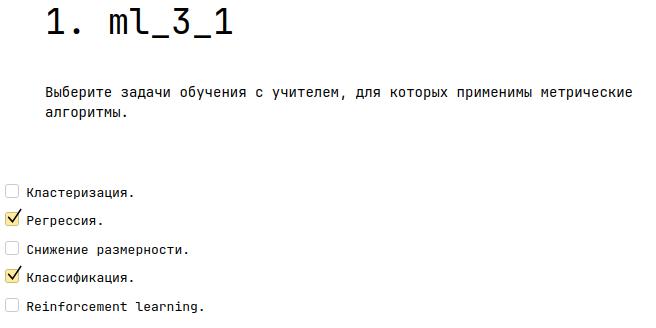 1. ml_3_1
Выберите задачи обучения с учителем, для которых применимы метрические
алгоритмы.
Кластеризация.
Регрессия.
Снижение размерности.
Классификация.
Reinforcement learning.